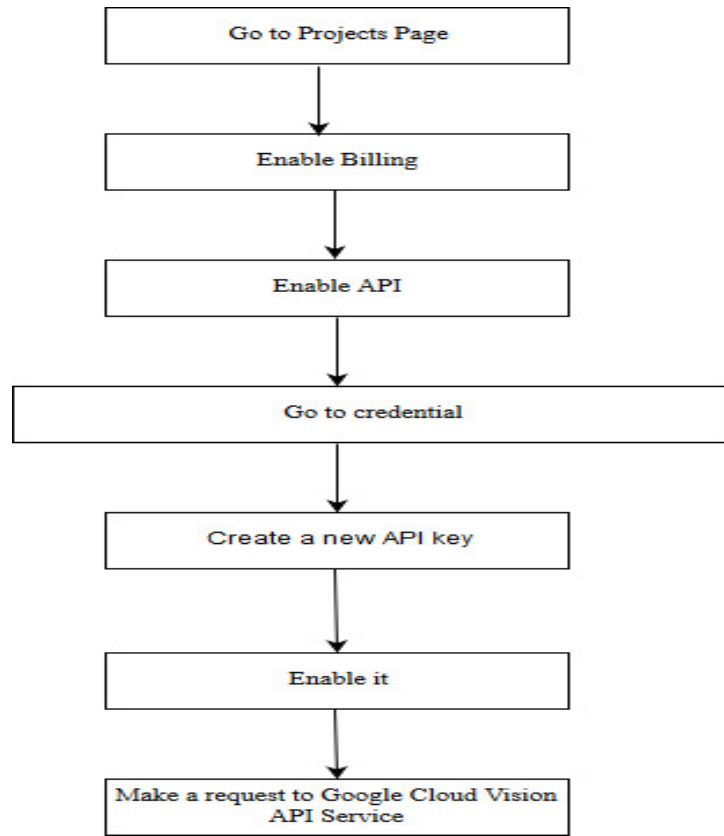 Go to Projects Page
Enable Billing
Enable API
Go to credential
Create a new API key
Enable it
Make a request to Google Cloud Vision
API Service